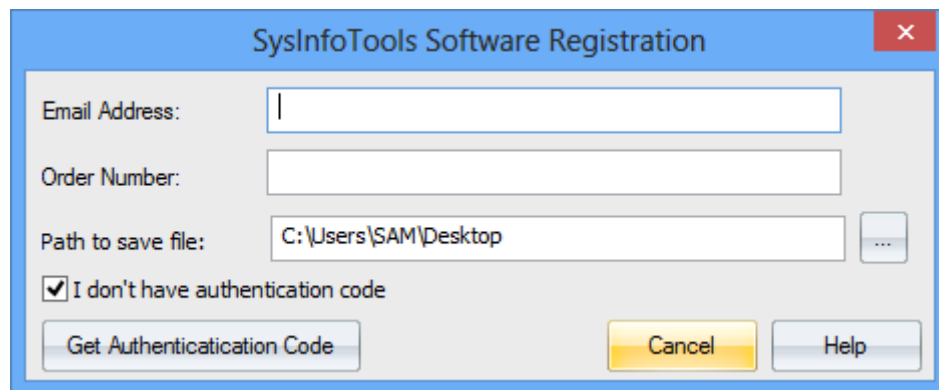 SysInfoTools Software Registration
Email Address:
Order Number:
Path to save file: C:\Users\SAM\Desktop ...
I don't have authentication code
Get Authenticatication Code Cancel Help